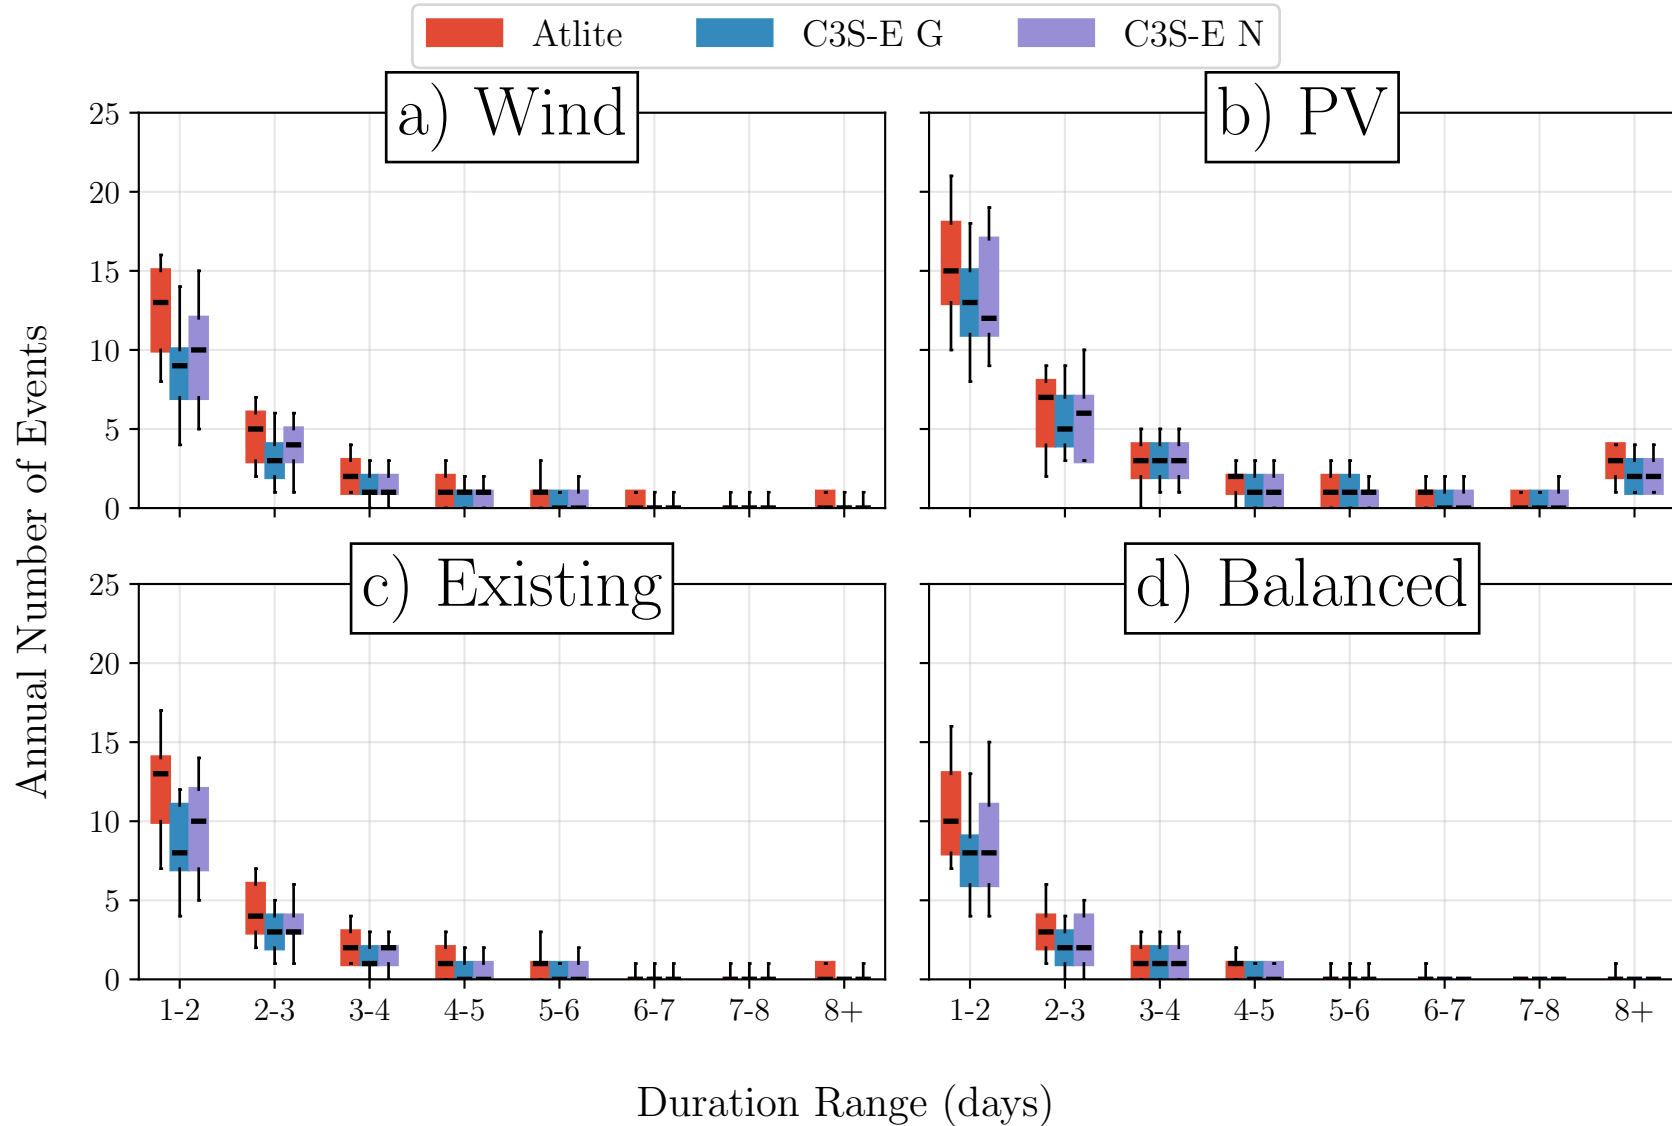 Atlite C3S-E G C3S-E N
a) Wind
b) PV
25
20
15
10
5
0
c) Existing
d) Balanced
25
20
15
10
5
0
1-2 2-3 3-4 4-5 5-6 6-7 7-8 8+
1-2 2-3 3-4 4-5 5-6 6-7 7-8 8+
Annual Number of Events
Duration Range (days)